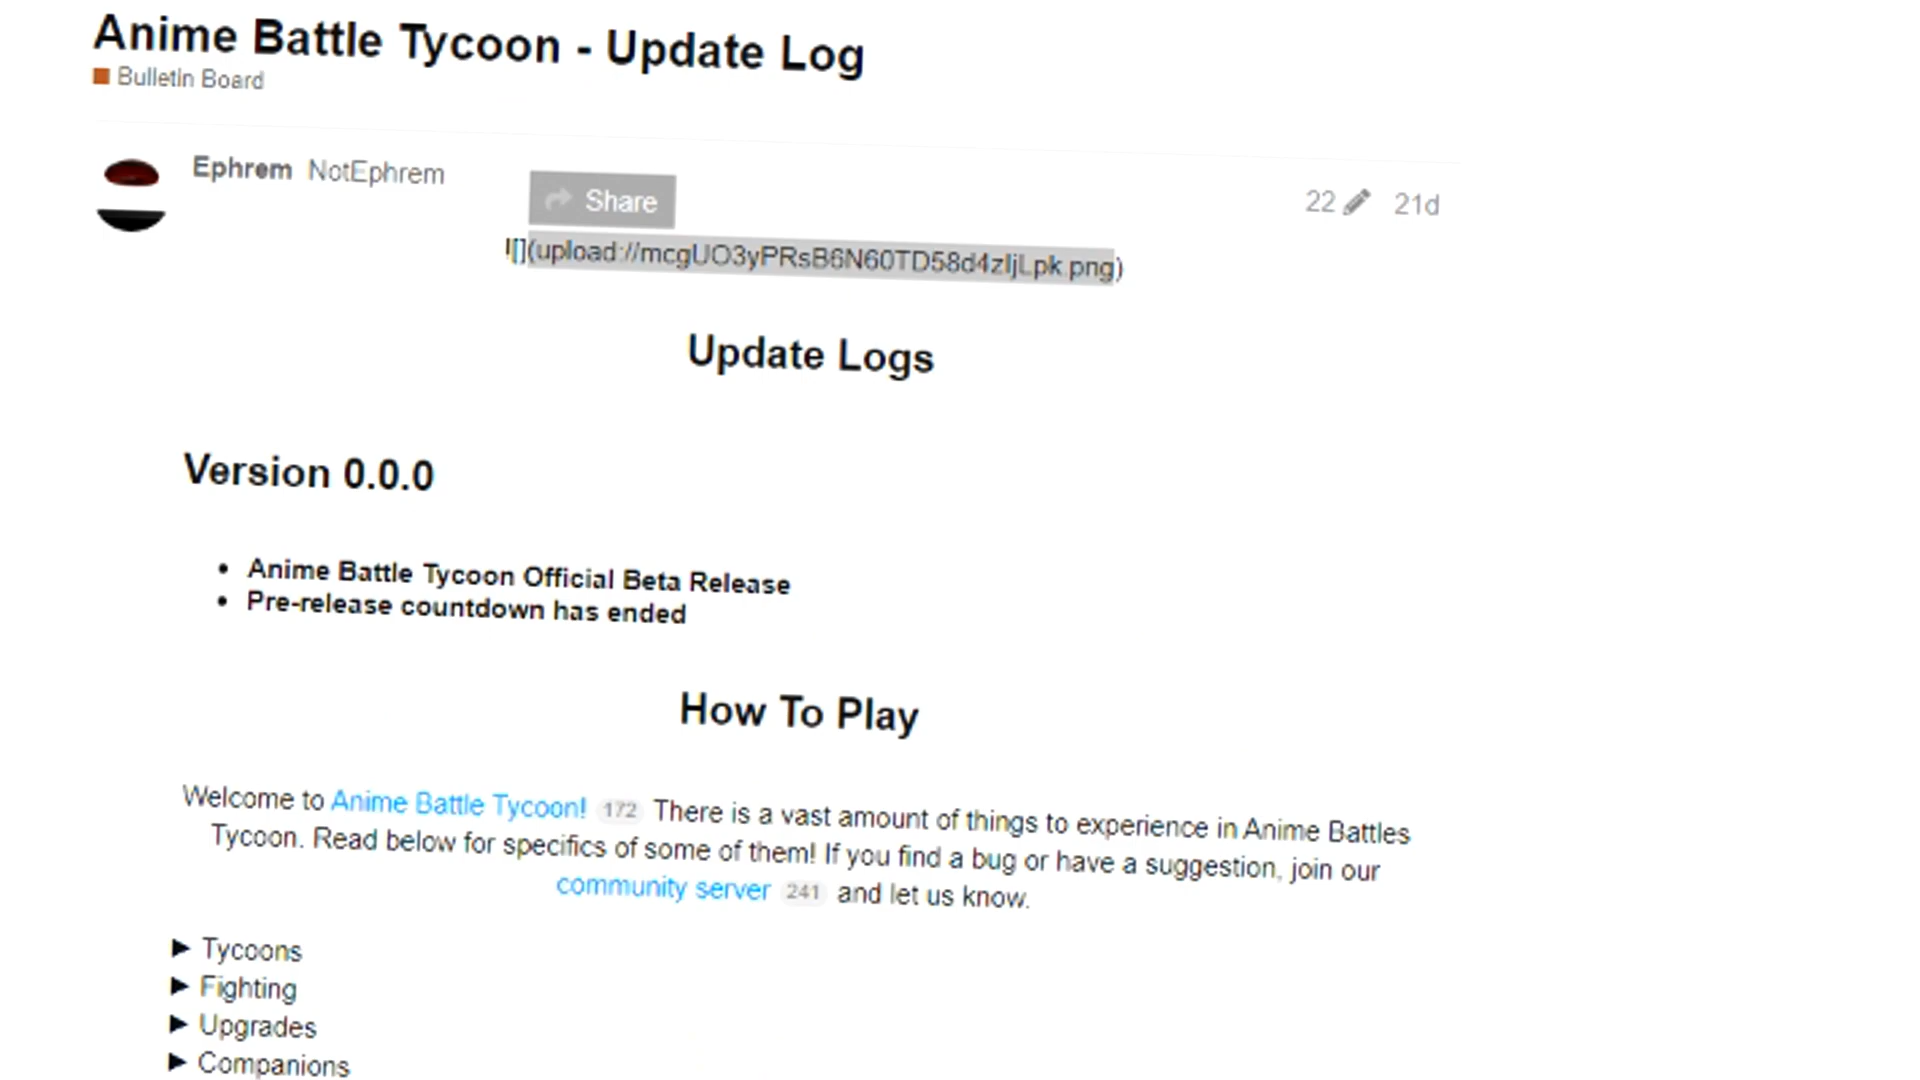 Anime Battle Tycoon - Update Log
Bulletin Board
Ephrem NotEphrem
Share
22 21d
![](upload://mcgUO3yPRsB6N60TD58d4zIjLpk.png)
Update Logs
Version 0.0.0
• Anime Battle Tycoon Official Beta Release
• Pre-release countdown has ended
How To Play
Welcome to Anime Battle Tycoon! 172 There is a vast amount of things to experience in Anime Battles
Tycoon. Read below for specifics of some of them! If you find a bug or have a suggestion, join our
community server 241 and let us know.
▶ Tycoons
▶ Fighting
▶ Upgrades
▶ Companions